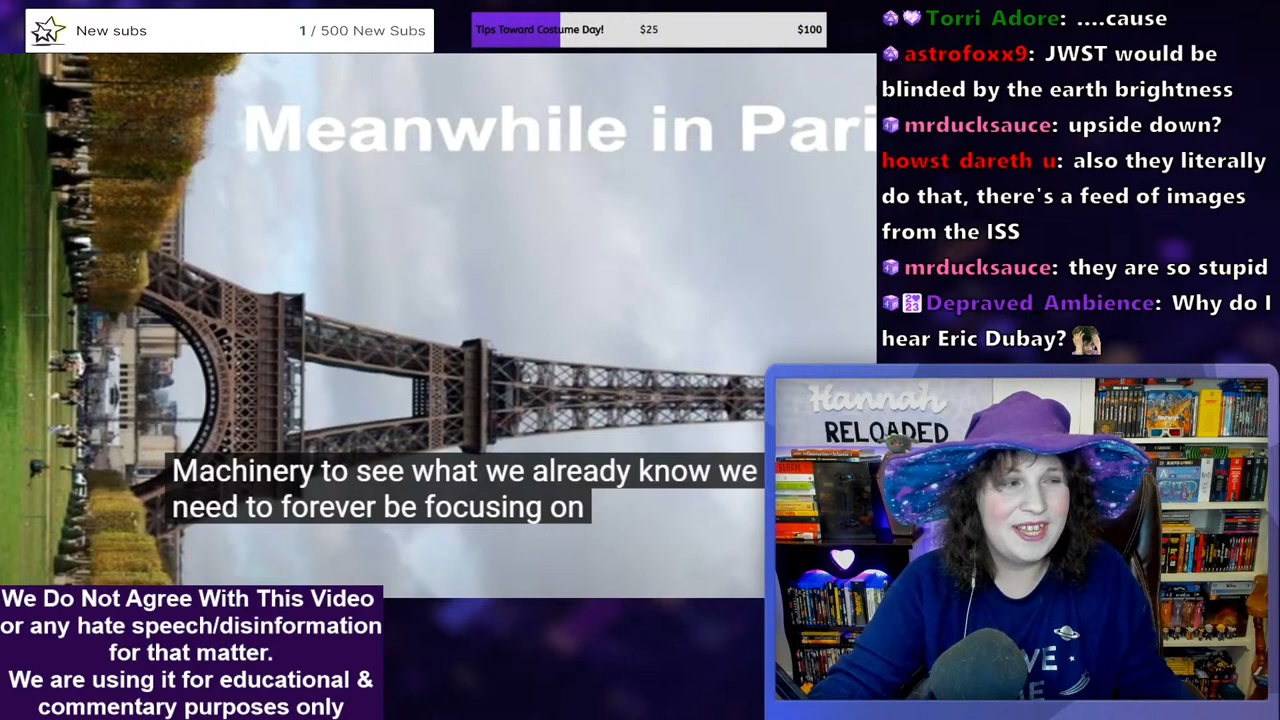 New subs
1 / 500 New Subs
Tips Toward Costume Day!
$25
$100
Meanwhile in Pari
Machinery to see what we already know we
need to forever be focusing on
We Do Not Agree With This Video
or any hate speech/disinformation
for that matter.
We are using it for educational &
commentary purposes only
Torri Adore: ....cause
astrofoxx9: JWST would be
blinded by the earth brightness
mrducksauce: upside down?
howst dareth u: also they literally
do that, there's a feed of images
from the ISS
mrducksauce: they are so stupid
Depraved Ambience: Why do I
hear Eric Dubay?
Hannah
RELOADED